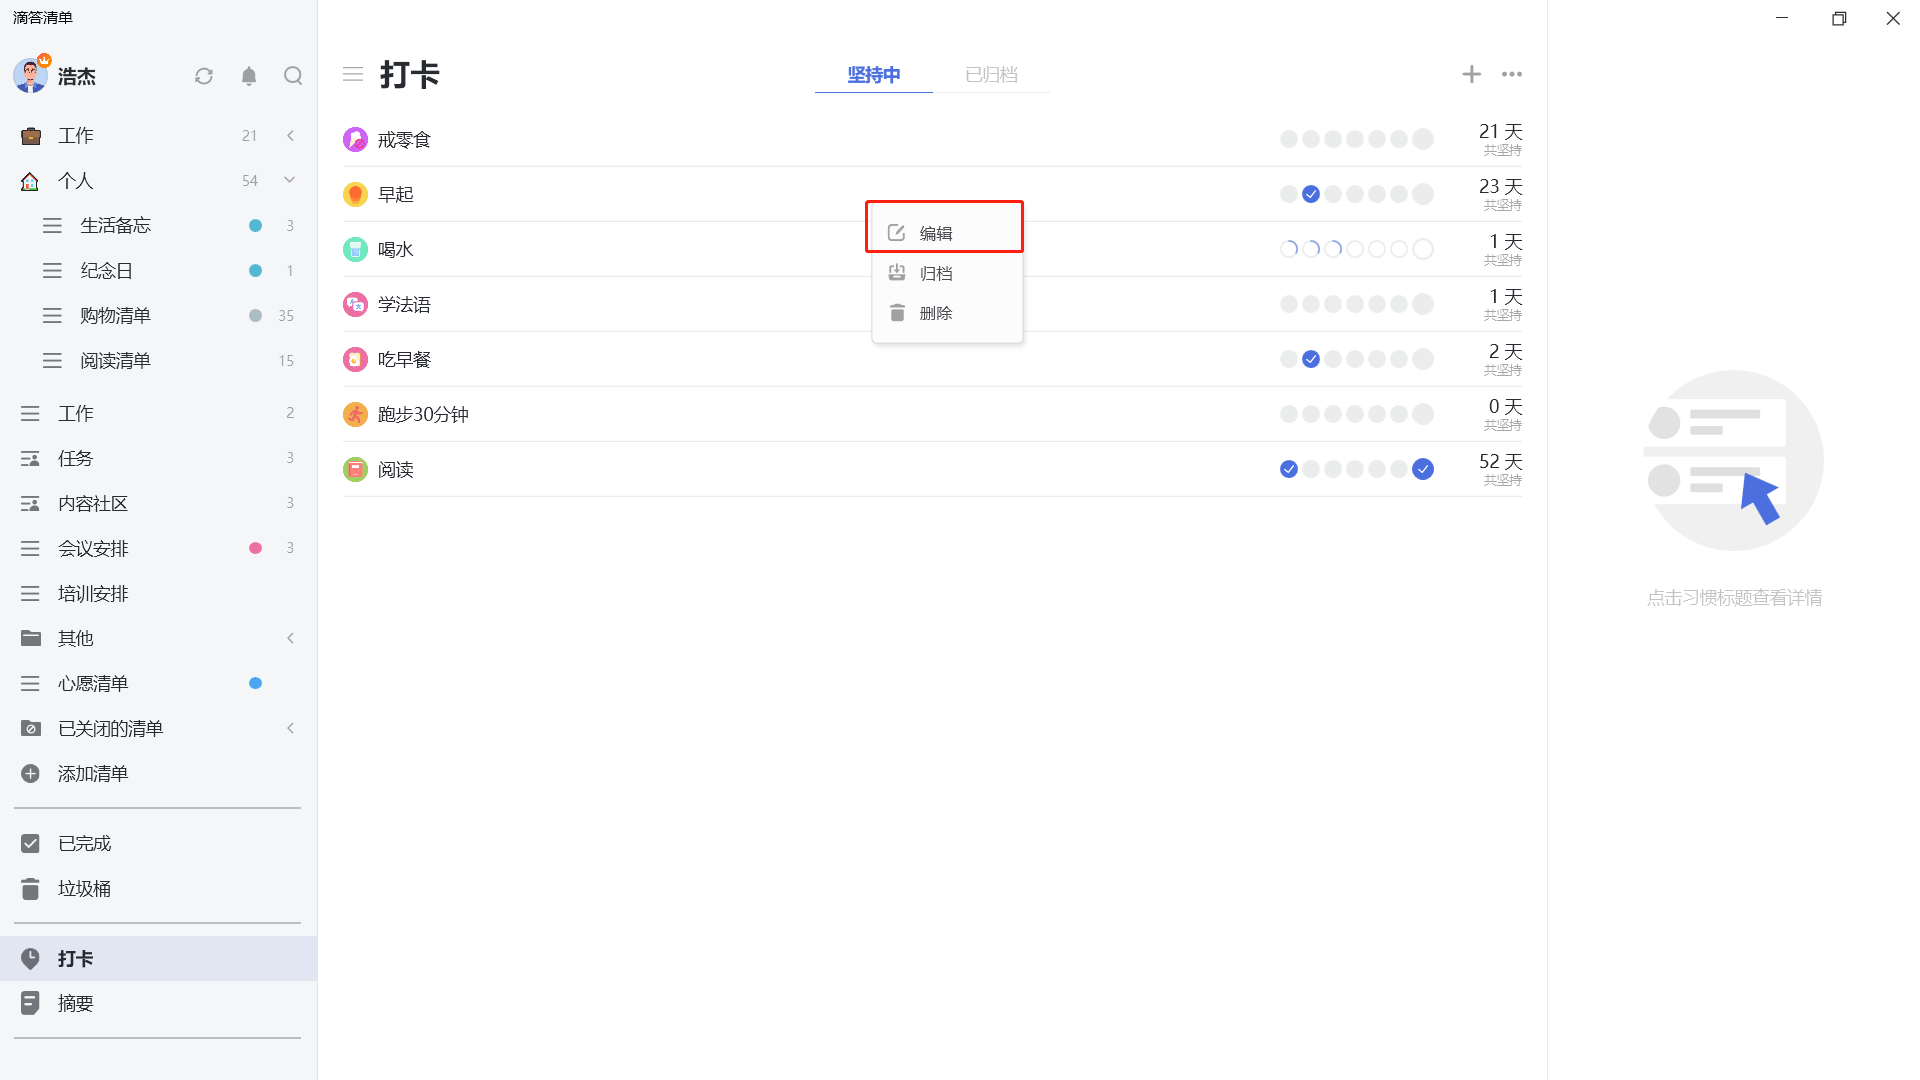 滴答清单
浩杰
工作 21
个人 54
生活备忘 3
纪念日 1
购物清单 35
阅读清单 15
工作 2
任务 3
内容社区 3
会议安排 3
培训安排
其他
心愿清单
已关闭的清单
添加清单
已完成
垃圾桶
打卡
摘要
打卡
坚持中 已归档
戒零食 21 天
共坚持
早起 23 天
共坚持
喝水 1 天
共坚持
学法语 1 天
共坚持
吃早餐 2 天
共坚持
跑步30分钟 0 天
共坚持
阅读 52 天
共坚持
编辑
归档
删除
点击习惯标题查看详情